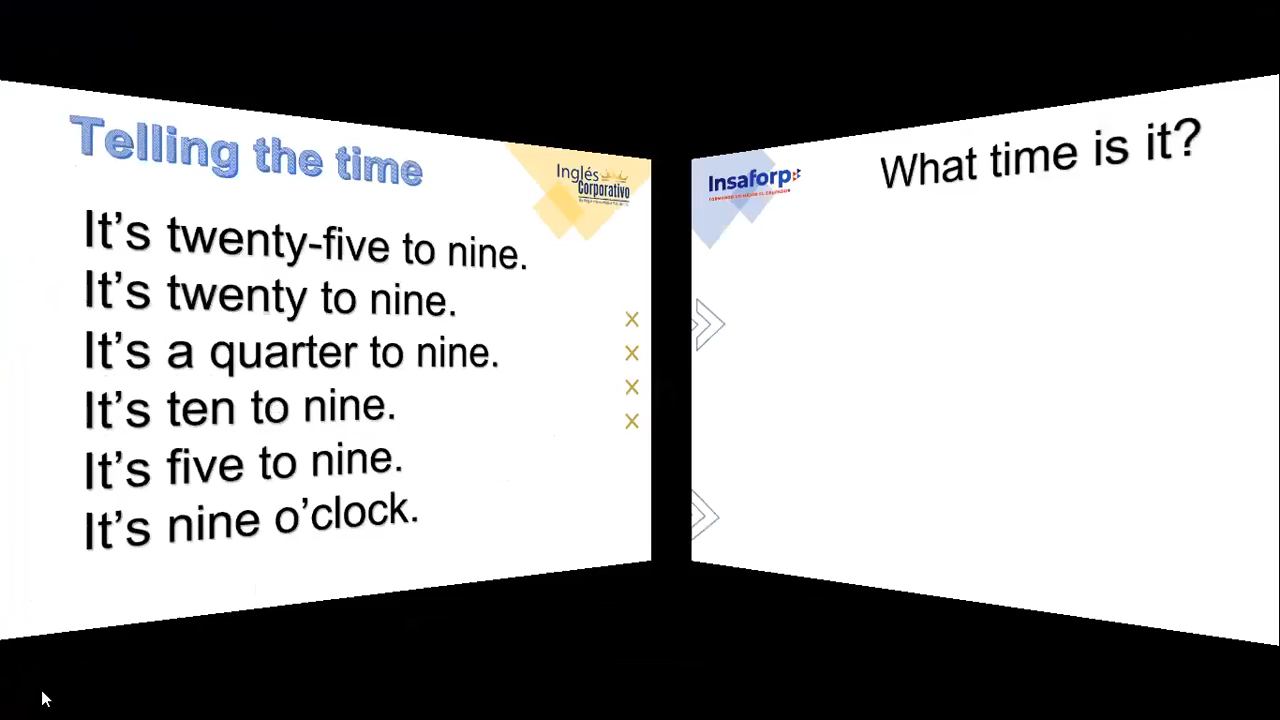 Telling the time
Inglés
Corporativo
It's twenty-five to nine.
It's twenty to nine.
It's a quarter to nine.
It's ten to nine.
It's five to nine.
It's nine o'clock.
Insaforp
What time is it?